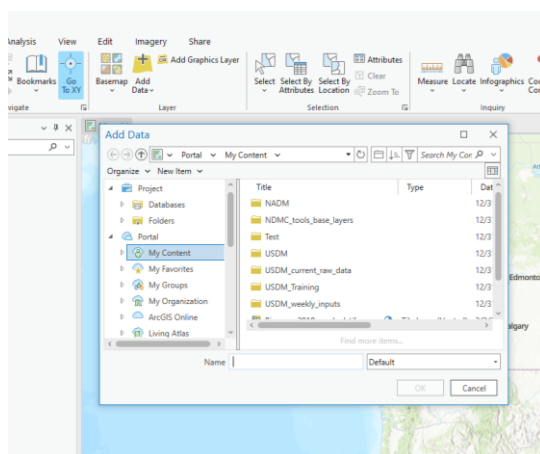 Analysis View Edit Imagery Share
Bookmarks Go To XY
Basemap Add Data
Add Graphics Layer
Select Select By Attributes Select By Location
Attributes
Clear
Zoom To
Measure Locate Infographics
Layer Selection Inquiry
Add Data
Portal My Content Search My Con
Organize New Item
Project
Databases
Folders
Portal
My Content
My Favorites
My Groups
My Organization
ArcGIS Online
Living Atlas
Title Type Dat
NADM 12/3
NDMC_tools_base_layers 12/3
Test 12/3
USDM 12/3
USDM_current_raw_data 12/3
USDM_Training 12/3
USDM_weekly_inputs 12/3
Find more items...
Name Default
OK Cancel
Edmonto
algary